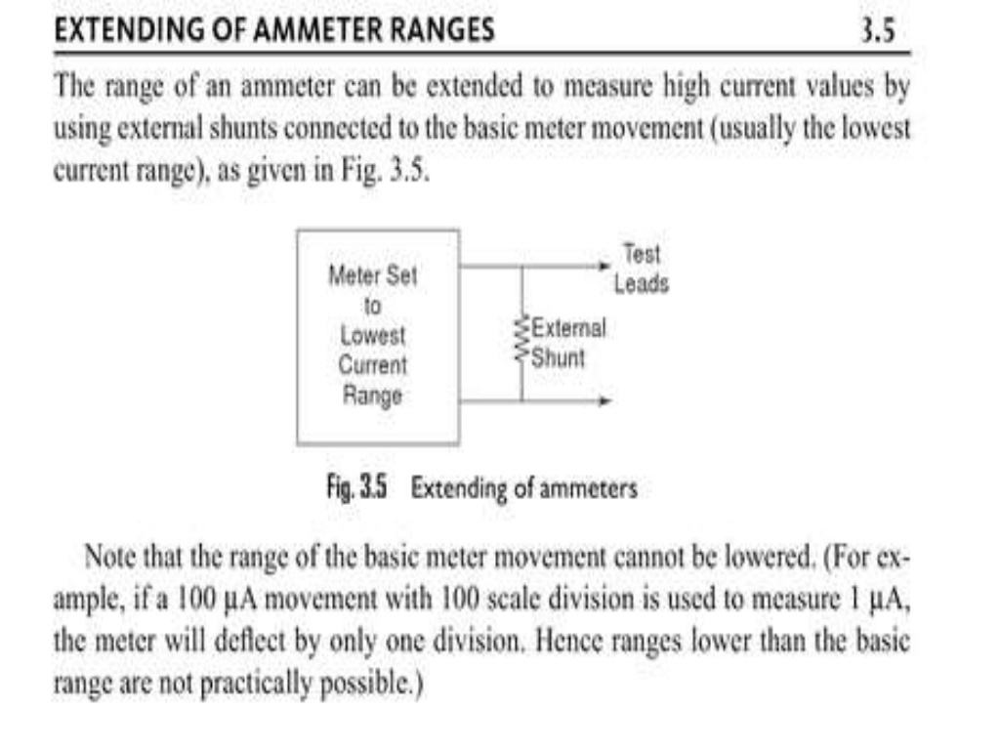 EXTENDING OF AMMETER RANGES 3.5
The range of an ammeter can be extended to measure high current values by
using external shunts connected to the basic meter movement (usually the lowest
current range), as given in Fig. 3.5.
Meter Set
to
Lowest
Current
Range
Test
Leads
External
Shunt
Fig. 3.5 Extending of ammeters
Note that the range of the basic meter movement cannot be lowered. (For ex-
ample, if a 100 µA movement with 100 scale division is used to measure 1 µA,
the meter will deflect by only one division. Hence ranges lower than the basic
range are not practically possible.)